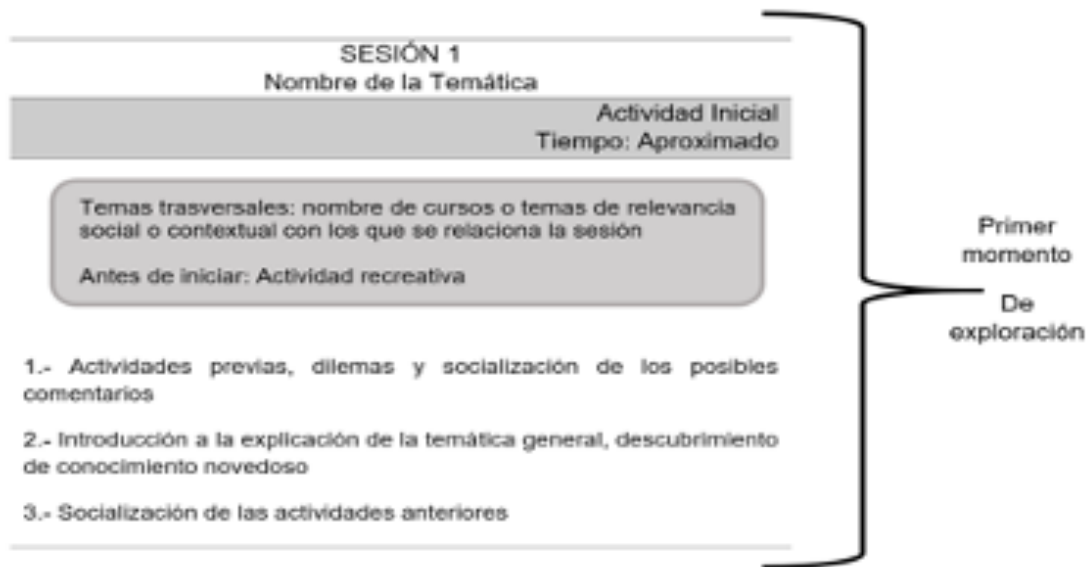 SESIÓN 1
Nombre de la Temática
Actividad Inicial
Tiempo: Aproximado
Temas trasversales: nombre de cursos o temas de relevancia
social o contextual con los que se relaciona la sesión
Antes de iniciar: Actividad recreativa
1.- Actividades previas, dilemas y socialización de los posibles
comentarios
2.- Introducción a la explicación de la temática general, descubrimiento
de conocimiento novedoso
3.- Socialización de las actividades anteriores
Primer
momento
De
exploración